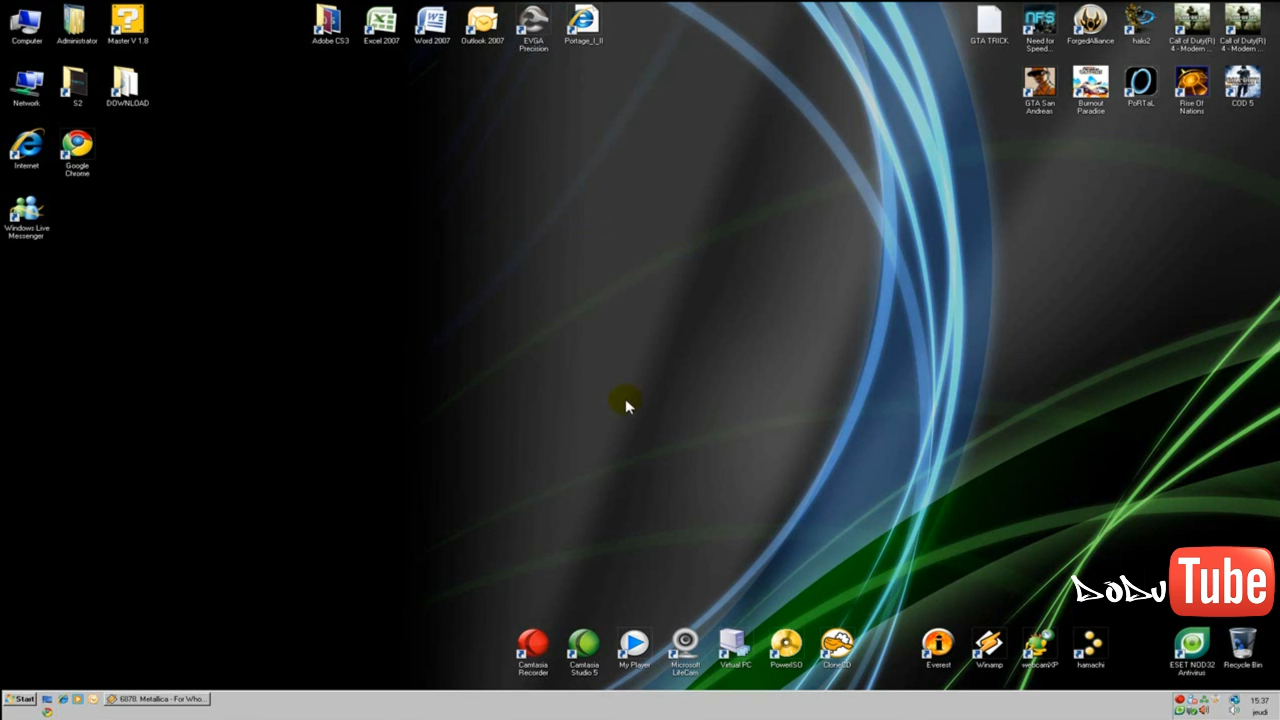 Computer
Administrator
Master V 1.8
Adobe CS3
Excel 2007
Word 2007
Outlook 2007
EVGA
Precision
Portage_I_II
GTA TRICK
Need for
Speed...
ForgedAlliance
halo2
Call of Duty(R)
4 - Modern ...
Call of Duty(R)
4 - Modern ...
Network
S2
DOWNLOAD
GTA San
Andreas
Burnout
Paradise
PoRTaL
Rise Of
Nations
COD 5
Internet
Google
Chrome
Windows Live
Messenger
DoDuTube
Camtasia
Recorder
Camtasia
Studio 5
My Player
Microsoft
LifeCam
Virtual PC
PowerISO
CloneCD
Everest
Winamp
webcamXP
hamachi
ESET NOD32
Antivirus
Recycle Bin
Start
6878. Metallica - For Who...
15:37
jeudi